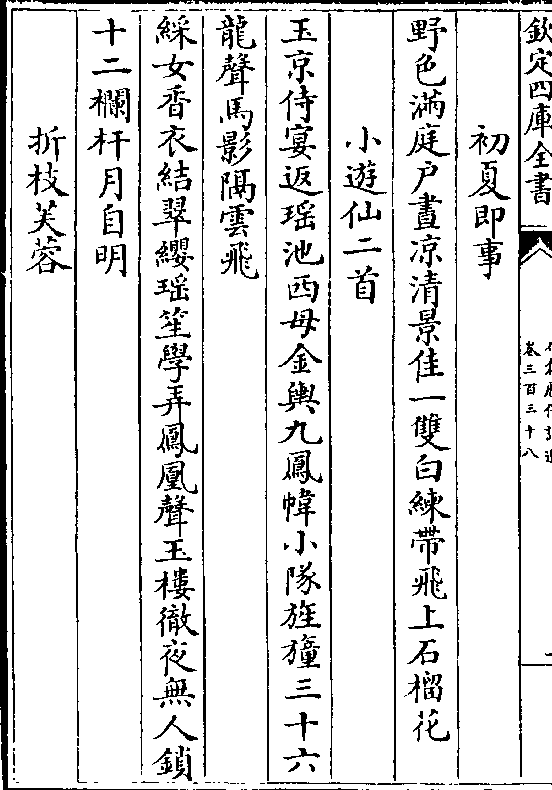 欽定四庫全書
卷三百三十八
初夏即事
野色滿庭戸晝凉清景佳一雙白練帶飛上石榴花
小遊仙二首
玉京侍宴返瑶池西母金輿九鳳幃小隊旌㠉三十六
龍聲馬影隔雲飛
綵女香衣結翠纓瑶笙學弄鳳凰聲玉樓徹夜無人鎖
十二欄杆月自明
折枝芙蓉